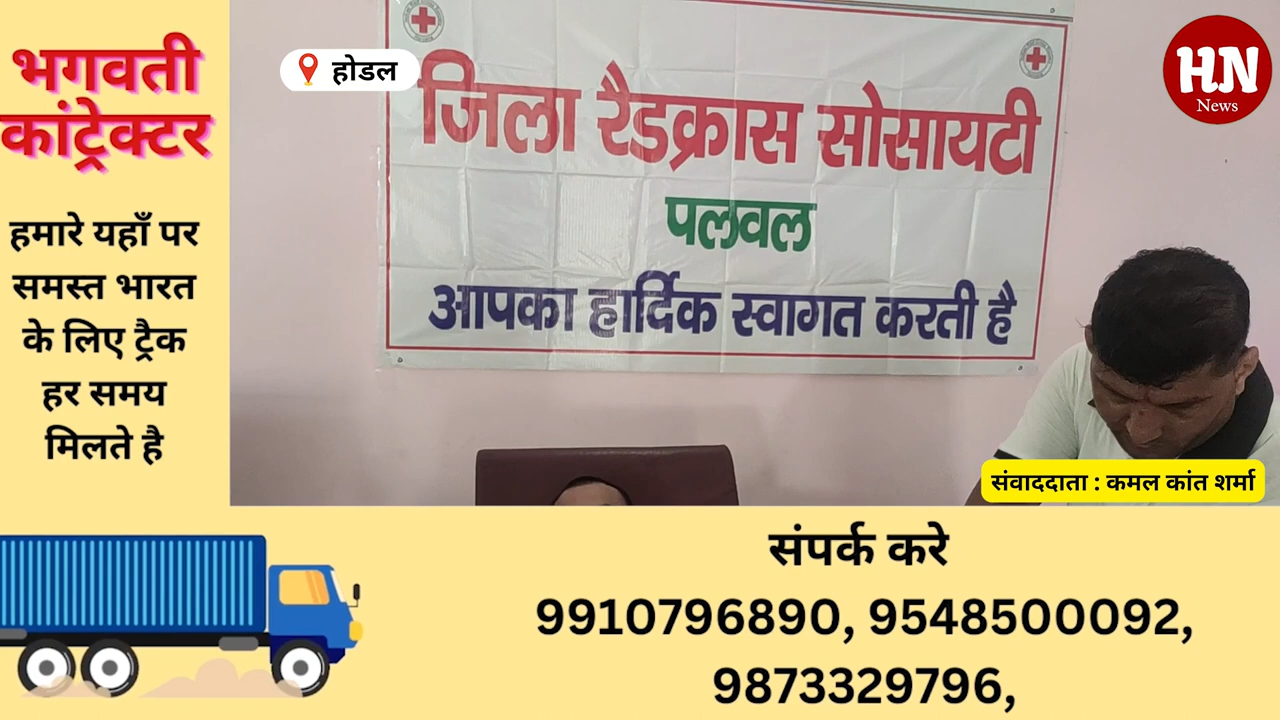 भगवती
कांट्रेक्टर
हमारे यहाँ पर
समस्त भारत
के लिए ट्रैक
हर समय
मिलते है
होडल
जिला रैडक्रास सोसायटी
पलवल
आपका हार्दिक स्वागत करती है
H.N
News
संवाददाता : कमल कांत शर्मा
संपर्क करे
9910796890, 9548500092,
9873329796,